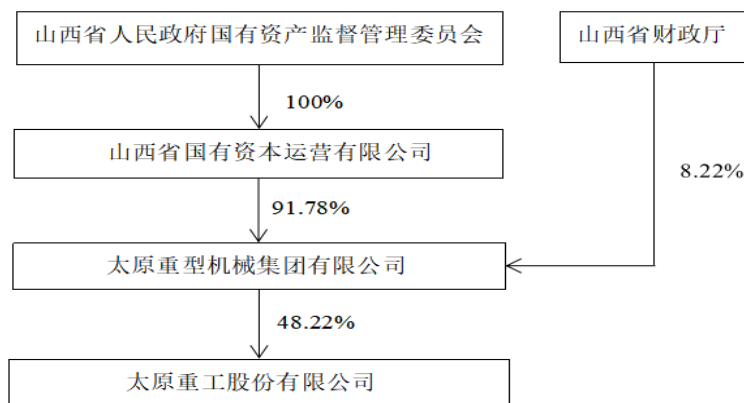 山西省人民政府国有资产监督管理委员会
山西省财政厅
100%
山西省国有资本运营有限公司
8.22%
91.78%
太原重型机械集团有限公司
48.22%
太原重工股份有限公司